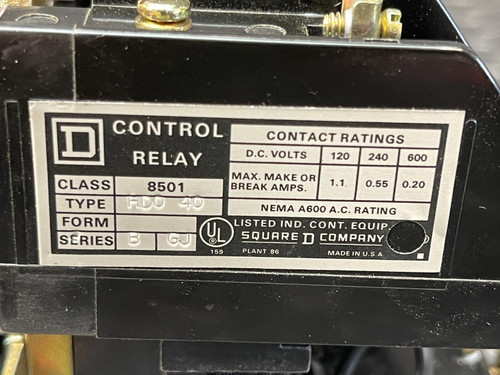 D
CONTROL RELAY
CLASS 8501
TYPE HDO 40
FORM
SERIES B GJ
CONTACT RATINGS
D.C. VOLTS 120 240 600
MAX. MAKE OR BREAK AMPS. 1.1 0.55 0.20
NEMA A600 A.C. RATING
UL LISTED IND. CONT. EQUIP.
SQUARE D COMPANY
159 PLANT 86 MADE IN U.S.A.